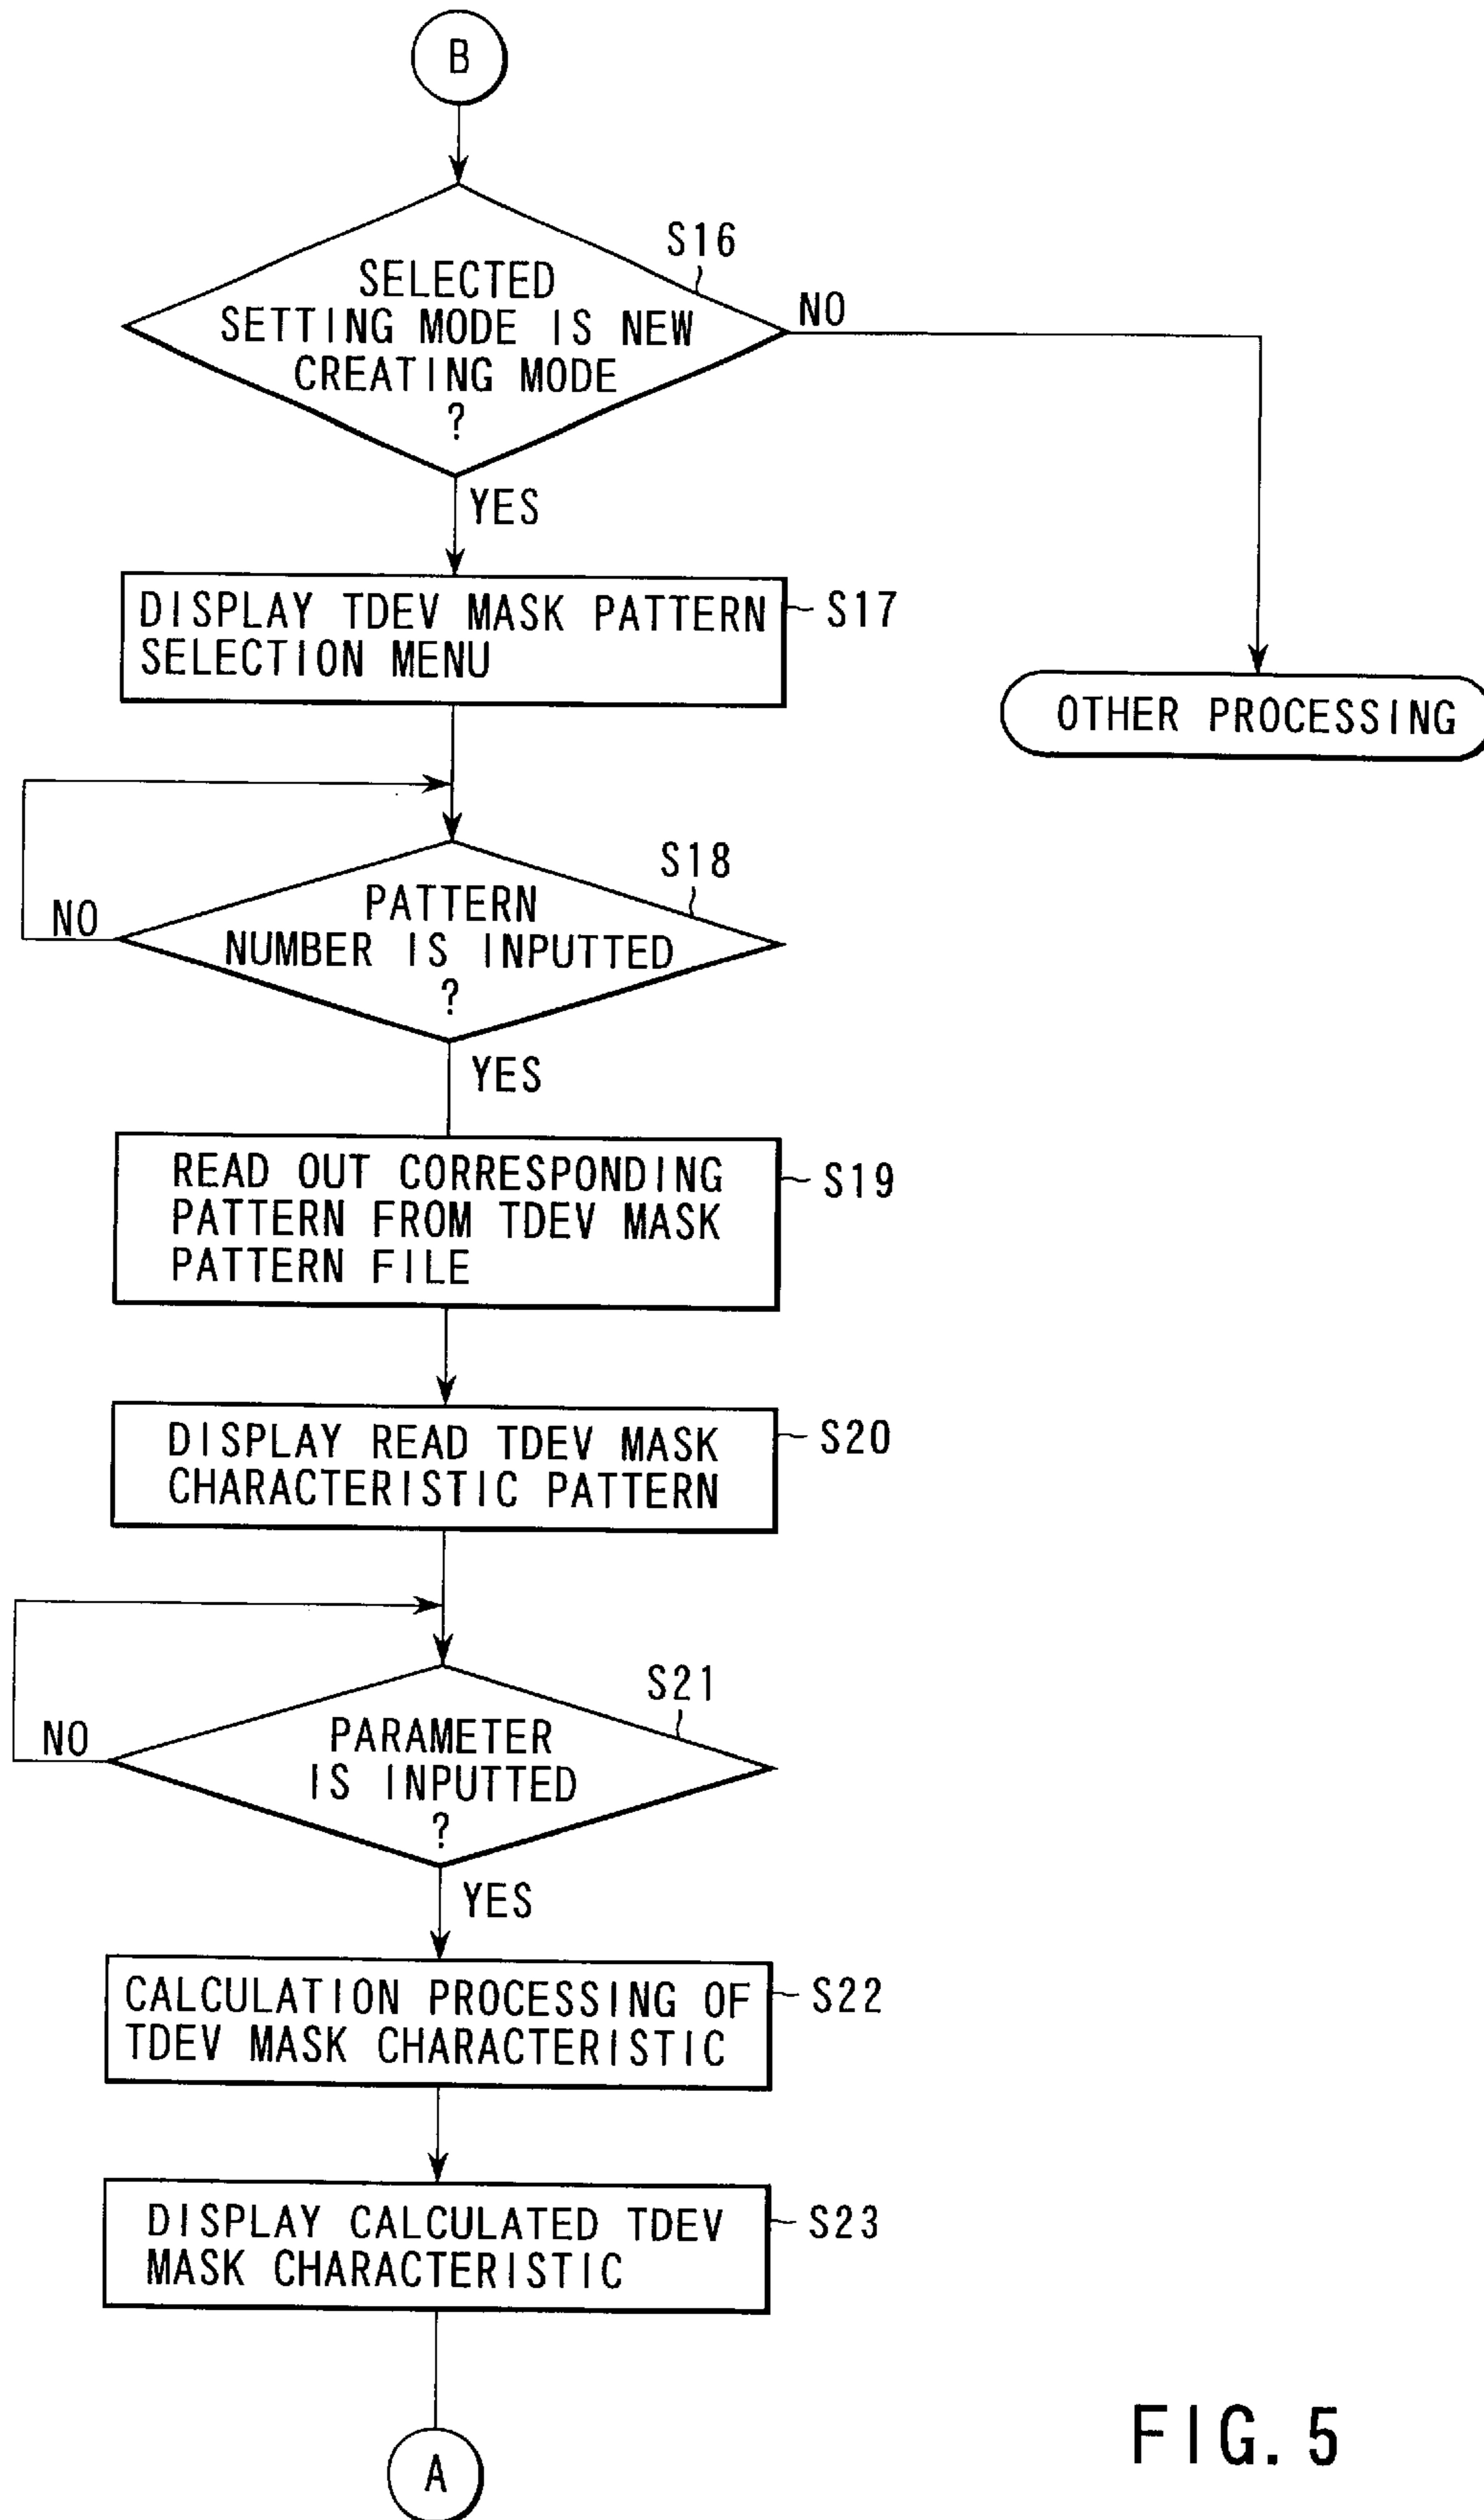 B
S16
SELECTED
SETTING MODE IS NEW
CREATING MODE
?
NO
YES
DISPLAY TDEV MASK PATTERN
SELECTION MENU
S17
OTHER PROCESSING
S18
PATTERN
NUMBER IS INPUTTED
?
NO
YES
READ OUT CORRESPONDING
PATTERN FROM TDEV MASK
PATTERN FILE
S19
DISPLAY READ TDEV MASK
CHARACTERISTIC PATTERN
S20
S21
PARAMETER
IS INPUTTED
?
NO
YES
CALCULATION PROCESSING OF
TDEV MASK CHARACTERISTIC
S22
DISPLAY CALCULATED TDEV
MASK CHARACTERISTIC
S23
A
FIG. 5